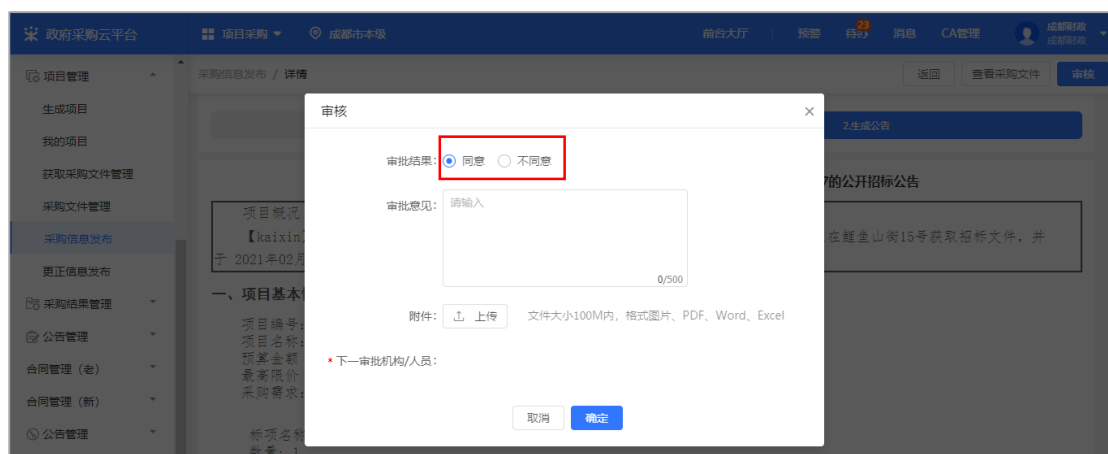 政府采购云平台 项目采购 成都市本级 前台大厅 预警 待办 23 消息 CA管理 成都财政
成都财政
项目管理 采购信息发布 / 详情 返回 查看采购文件 审核
生成项目 审核
2.生成公告
我的项目
审批结果: 同意 不同意
获取采购文件管理 7的公开招标公告
采购文件管理 项目概况 审批意见: 请输入
采购信息发布 【kaixin 在鲤鱼山街15号获取招标文件,并
更正信息发布 于 2021年02月
0/500
采购结果管理 一、项目基本
附件: 上传 文件大小100M内,格式图片、PDF、Word、Excel
公告管理 项目编号:
项目名称:
合同管理(老) 预算金额 *下一审批机构/人员:
最高限价
合同管理(新) 采购需求:
取消 确定
公告管理 标项名称
数量: 1